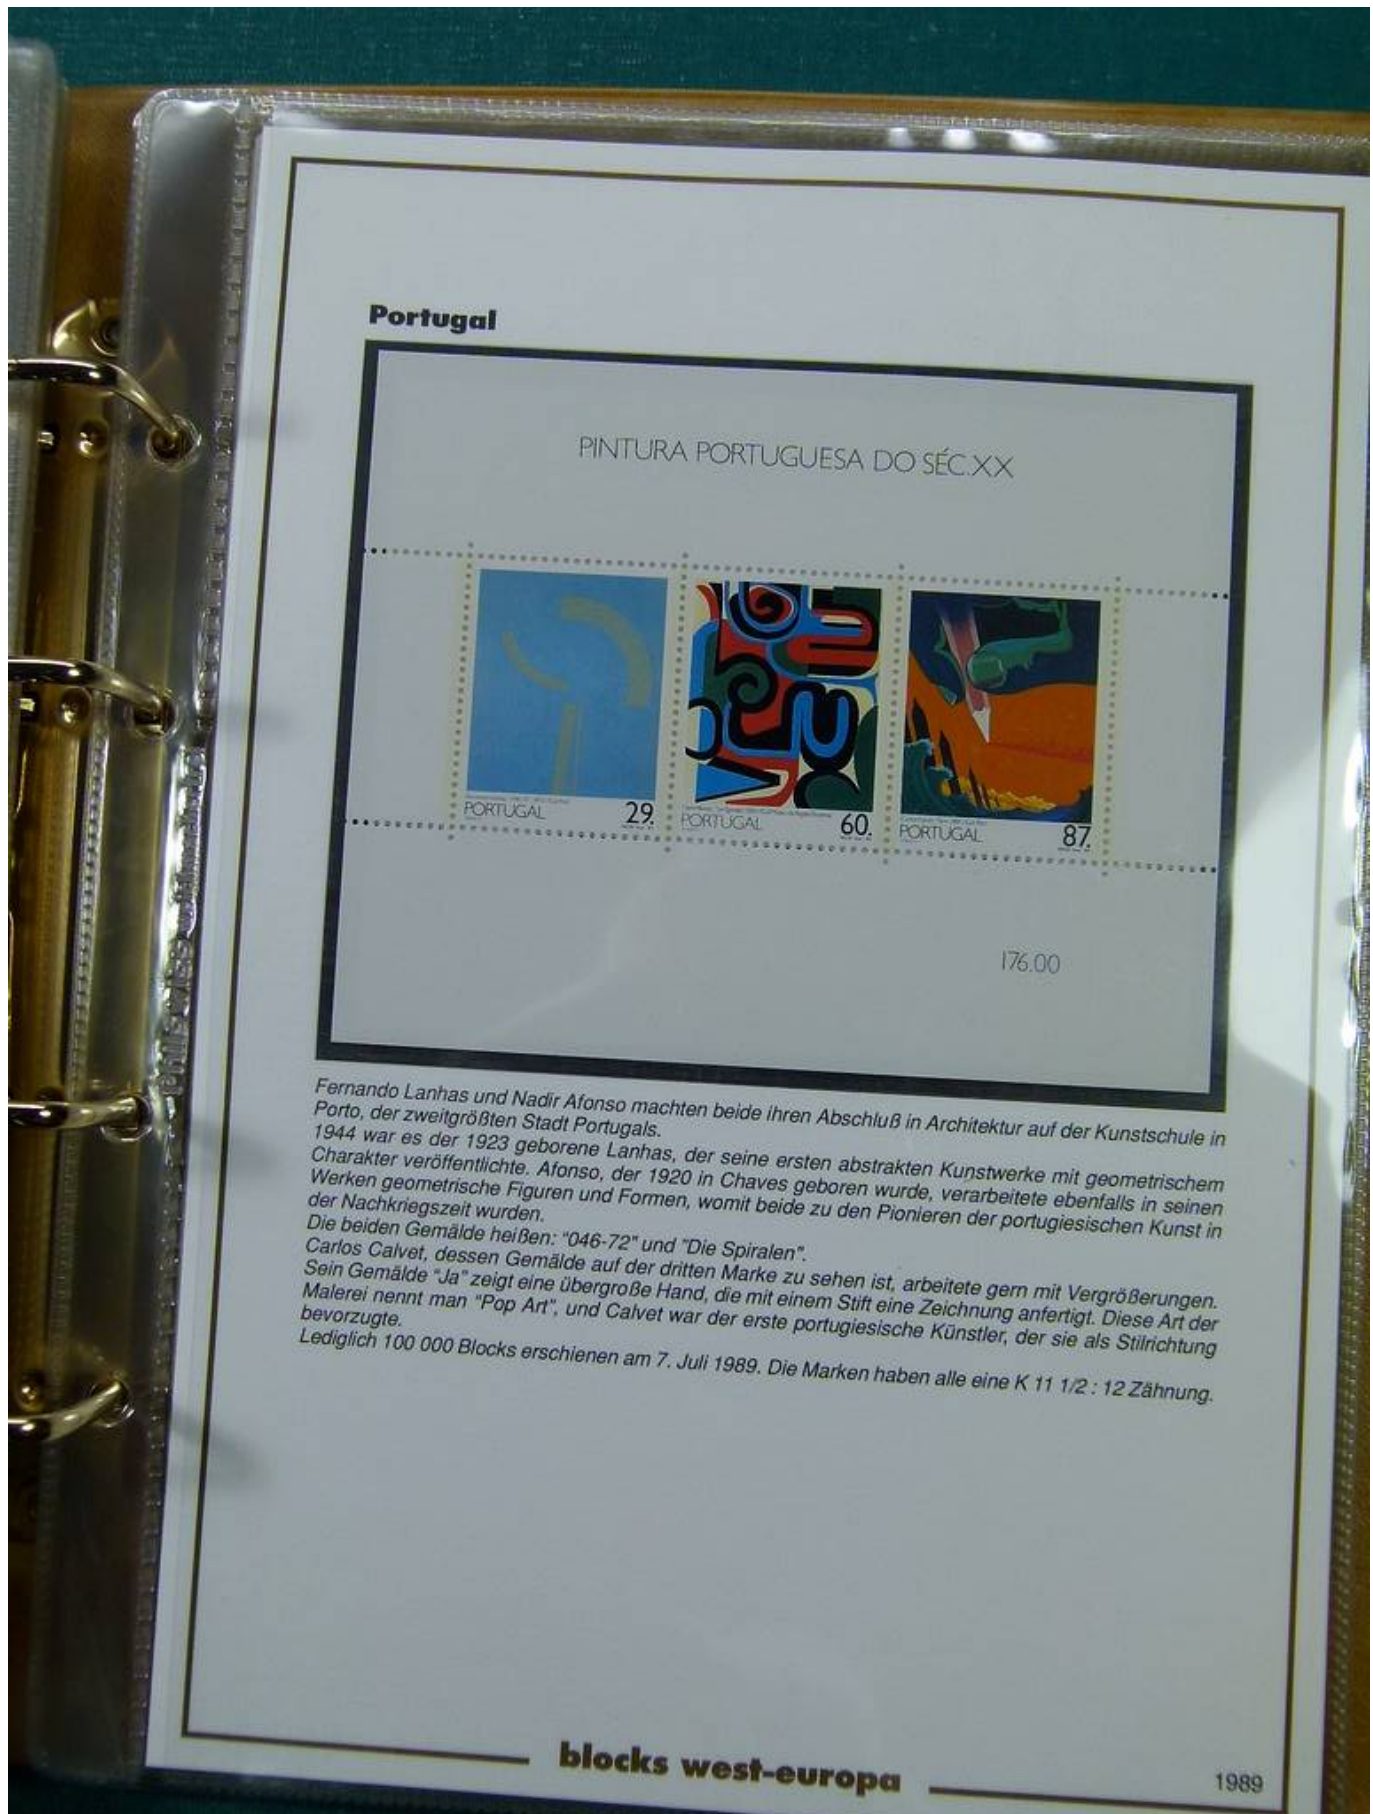 Portugal
PINTURA PORTUGUESA DO SÉC.XX
PORTUGAL 29.
PORTUGAL 60.
PORTUGAL 87.
176.00
Fernando Lanhas und Nadir Afonso machten beide ihren Abschluß in Architektur auf der Kunstschule in
Porto, der zweitgrößten Stadt Portugals.
1944 war es der 1923 geborene Lanhas, der seine ersten abstrakten Kunstwerke mit geometrischem
Charakter veröffentlichte. Afonso, der 1920 in Chaves geboren wurde, verarbeitete ebenfalls in seinen
Werken geometrische Figuren und Formen, womit beide zu den Pionieren der portugiesischen Kunst in
der Nachkriegszeit wurden.
Die beiden Gemälde heißen: "046-72" und "Die Spiralen".
Carlos Calvet, dessen Gemälde auf der dritten Marke zu sehen ist, arbeitete gern mit Vergrößerungen.
Sein Gemälde "Ja" zeigt eine übergroße Hand, die mit einem Stift eine Zeichnung anfertigt. Diese Art der
Malerei nennt man "Pop Art", und Calvet war der erste portugiesische Künstler, der sie als Stilrichtung
bevorzugte.
Lediglich 100 000 Blocks erschienen am 7. Juli 1989. Die Marken haben alle eine K 11 1/2 : 12 Zähnung.
blocks west-europa
1989